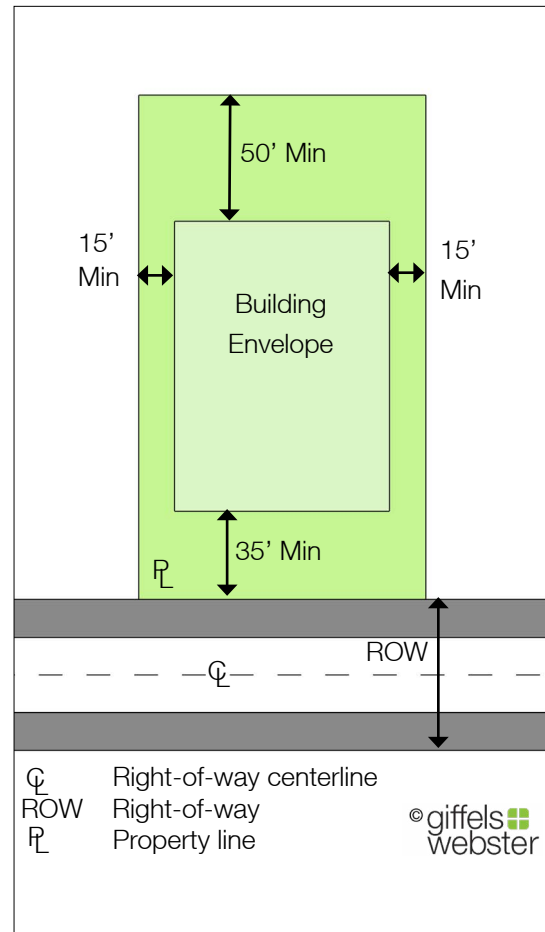 50’ Min
15’
Min
15’
Min
Building
Envelope
35’ Min
PL
ROW
CL
CL Right-of-way centerline
ROW Right-of-way
PL Property line
© giffels
webster